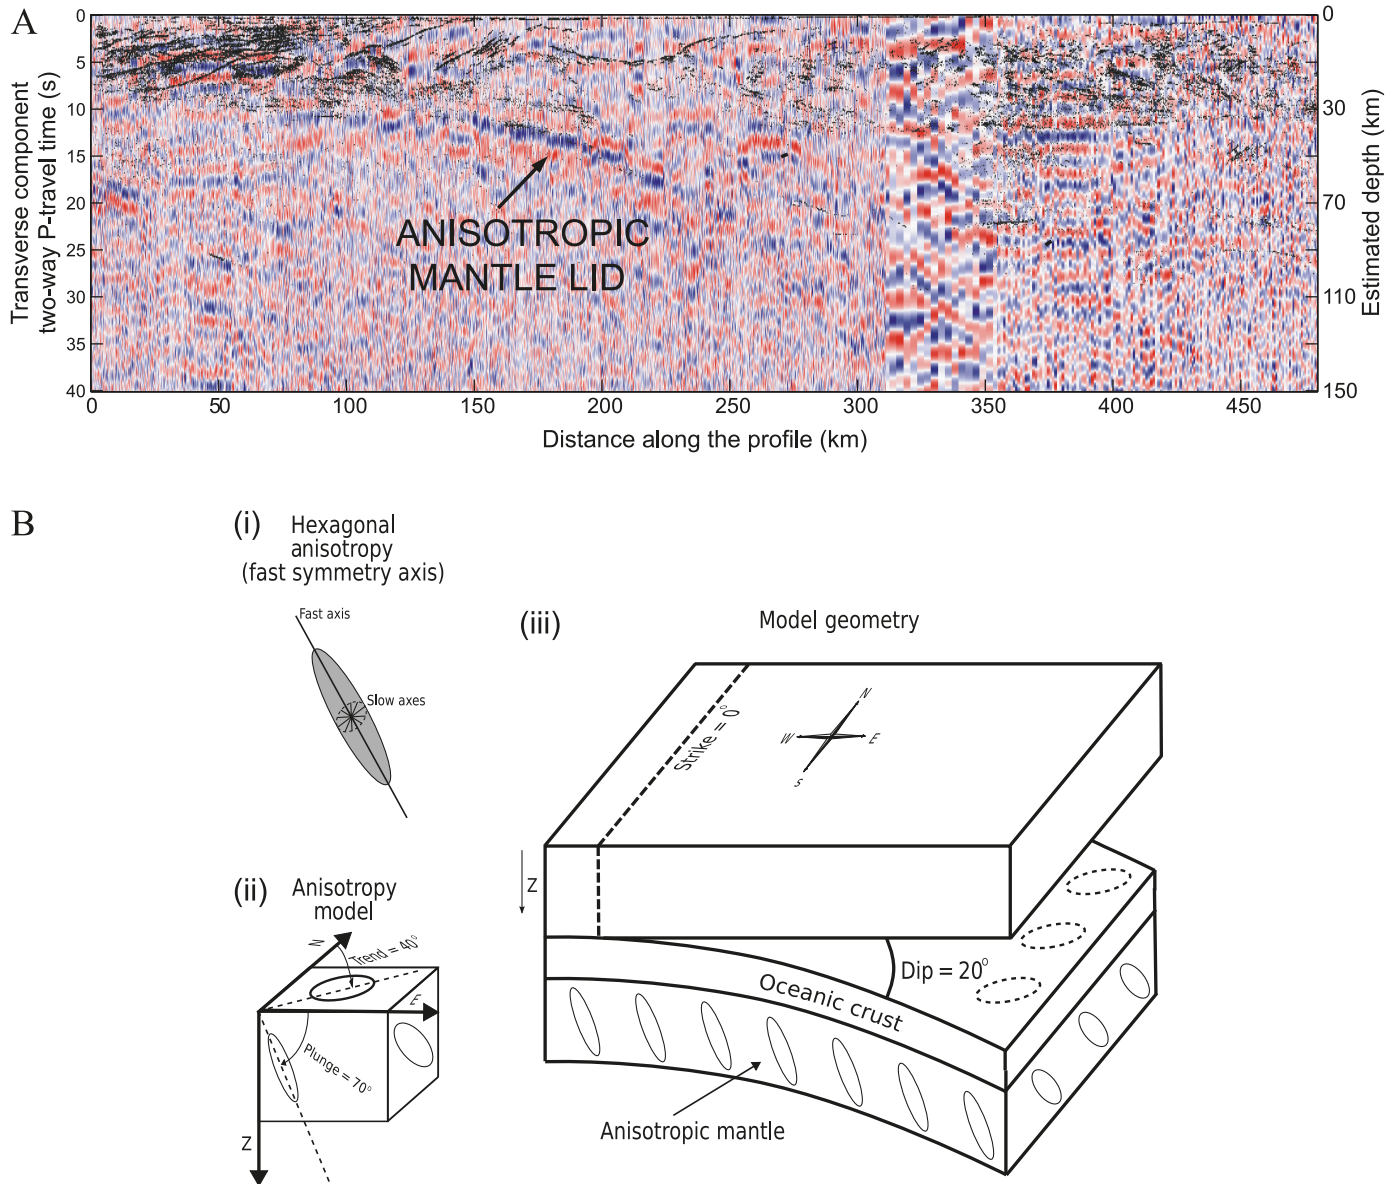 A
Transverse component
two-way P-travel time (s)
0
5
10
15
20
25
30
35
40
0
30
70
110
150
Estimated depth (km)
ANISOTROPIC
MANTLE LID
0
50
100
150
200
250
300
350
400
450
Distance along the profile (km)
B
(i)
Hexagonal
anisotropy
(fast symmetry axis)
Fast axis
Slow axes
(ii)
Anisotropy
model
N
Trend = 40°
E
Plunge = 70°
Z
(iii)
Model geometry
Strike = 0°
N
W
E
S
Z
Dip = 20°
Oceanic crust
Anisotropic mantle